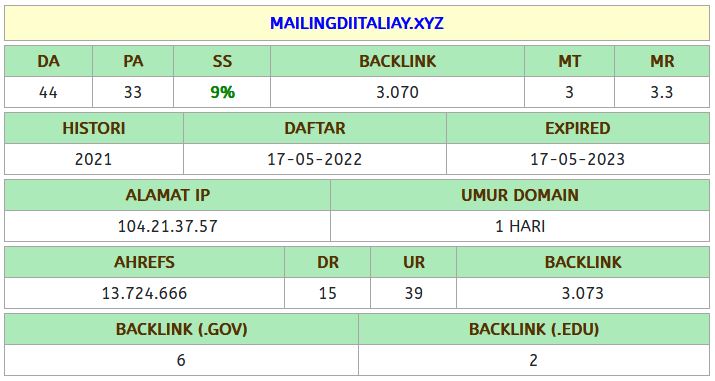 MAILINGDIITALIAY.XYZ
DA PA SS BACKLINK MT MR
44 33 9% 3.070 3 3.3
HISTORI DAFTAR EXPIRED
2021 17-05-2022 17-05-2023
ALAMAT IP UMUR DOMAIN
104.21.37.57 1 HARI
AHREFS DR UR BACKLINK
13.724.666 15 39 3.073
BACKLINK (.GOV) BACKLINK (.EDU)
6 2